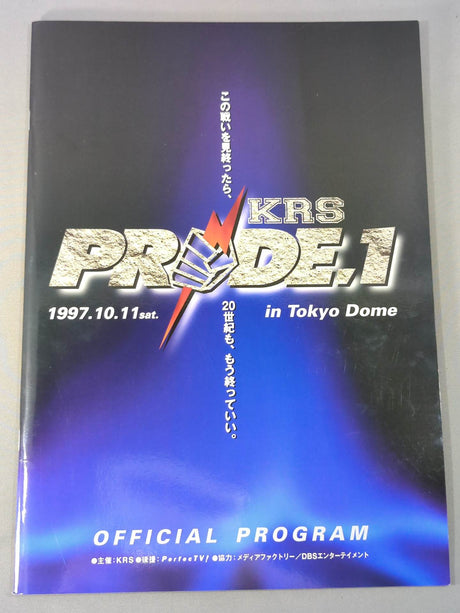 この戦いを見終ったら、
KRS
PRIDE.1
1997.10.11sat.
in Tokyo Dome
20世紀も、もう終っていい。
OFFICIAL PROGRAM
●主催：KRS●後援：PerfecTV!●協力：メディアファクトリー／DBSエンターテイメント